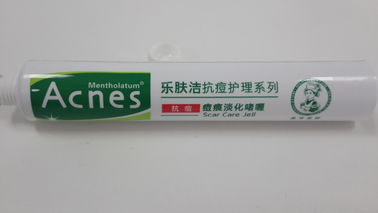 Mentholatum®
Acnes
乐肤洁抗痘护理系列
抗痘 痘痕淡化啫喱
Scar Care Jell